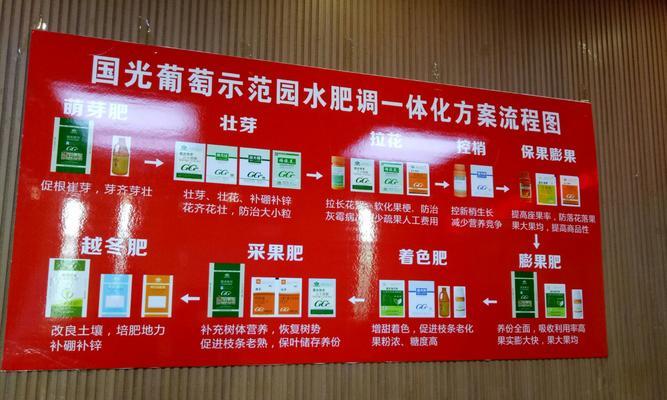 国光葡萄示范园水肥调一体化方案流程图
萌芽肥
促根崔芽，芽齐芽壮
壮芽
壮芽、壮花、补硼补锌
花齐花壮，防治大小粒
拉花
拉长花 软化果梗、防治
灰霉病 少疏果人工费用
控梢
控新梢生长
减少营养竞争
保果膨果
提高座果率，防落花落果
果大果均，提高商品性
膨果肥
养份全面，吸收利用率高
果实膨大快，果大果均
着色肥
增甜着色，促进枝条老化
果粉浓、糖度高
采果肥
补充树体营养，恢复树势
促进枝条老熟，保叶储存养份
越冬肥
改良土壤，培肥地力
补硼补锌